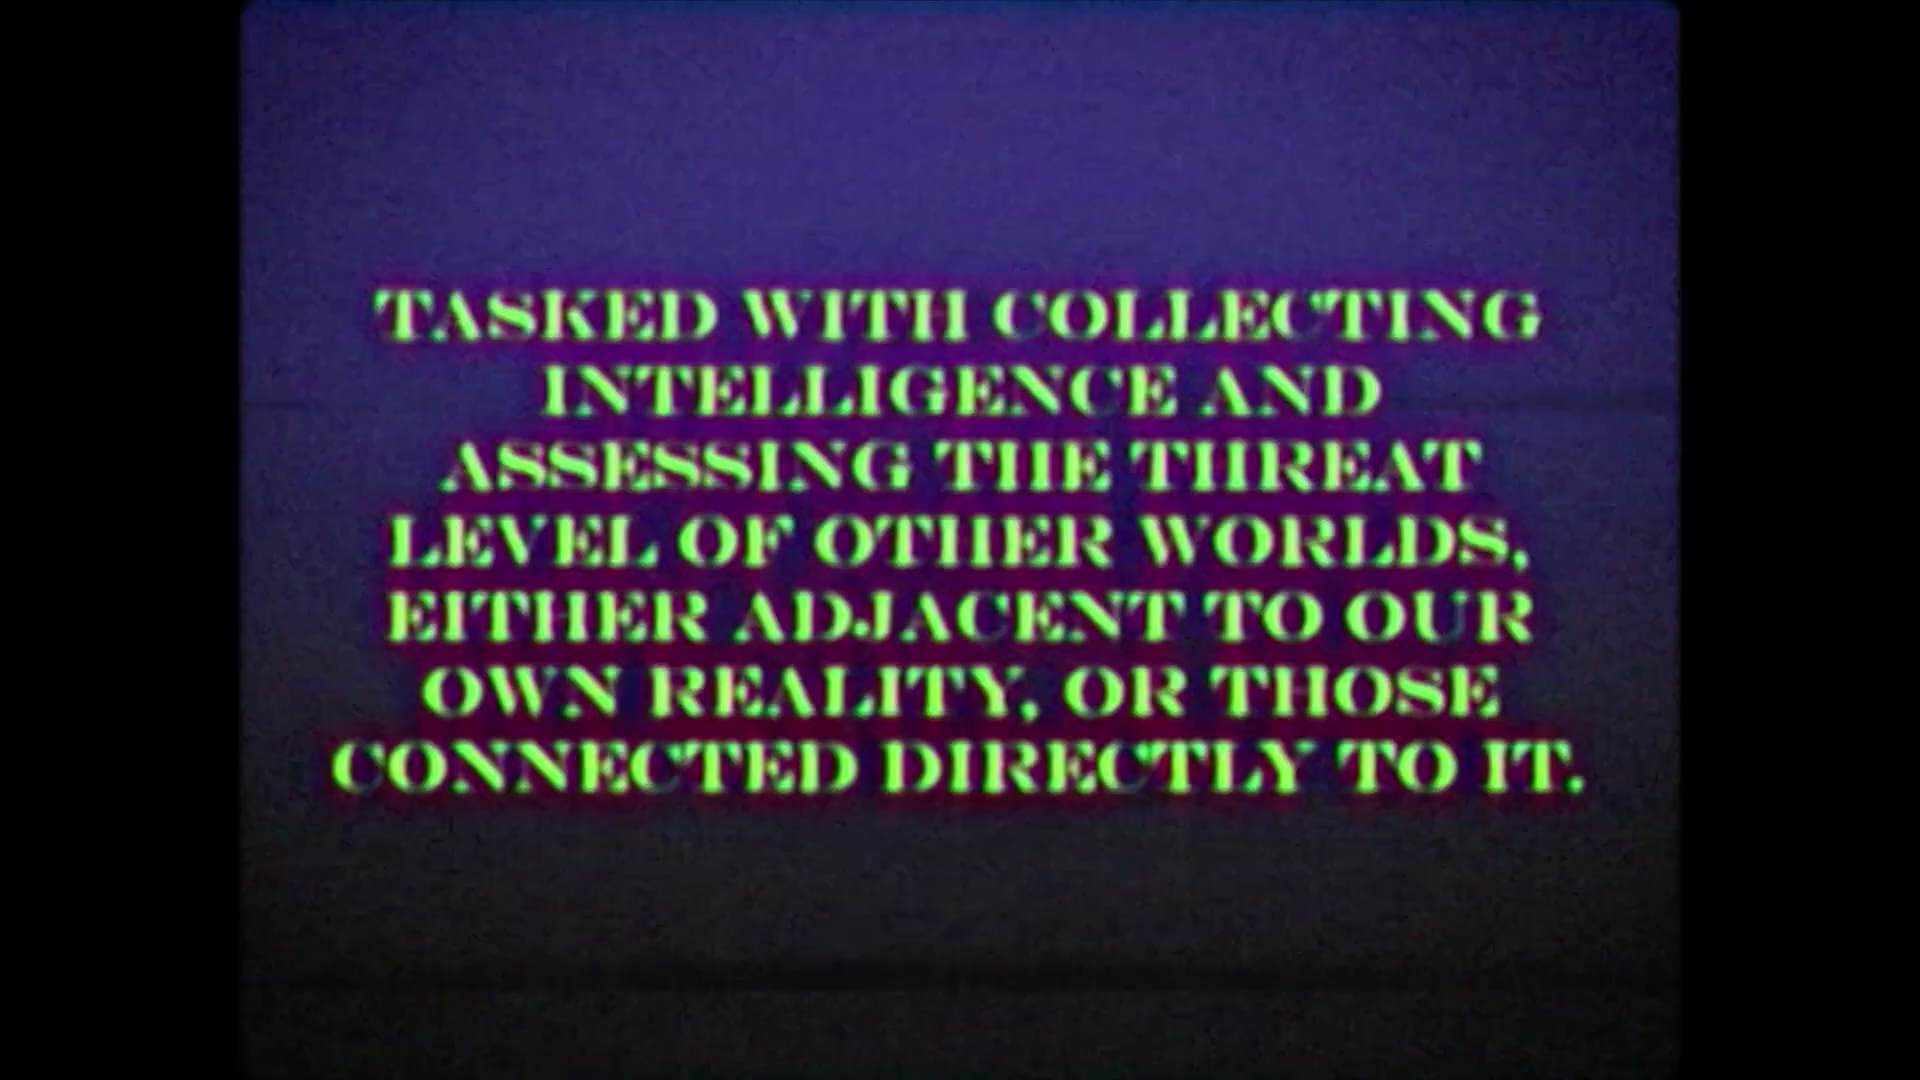 TASKED WITH COLLECTING
INTELLIGENCE AND
ASSESSING THE THREAT
LEVEL OF OTHER WORLDS,
EITHER ADJACENT TO OUR
OWN REALITY, OR THOSE
CONNECTED DIRECTLY TO IT.